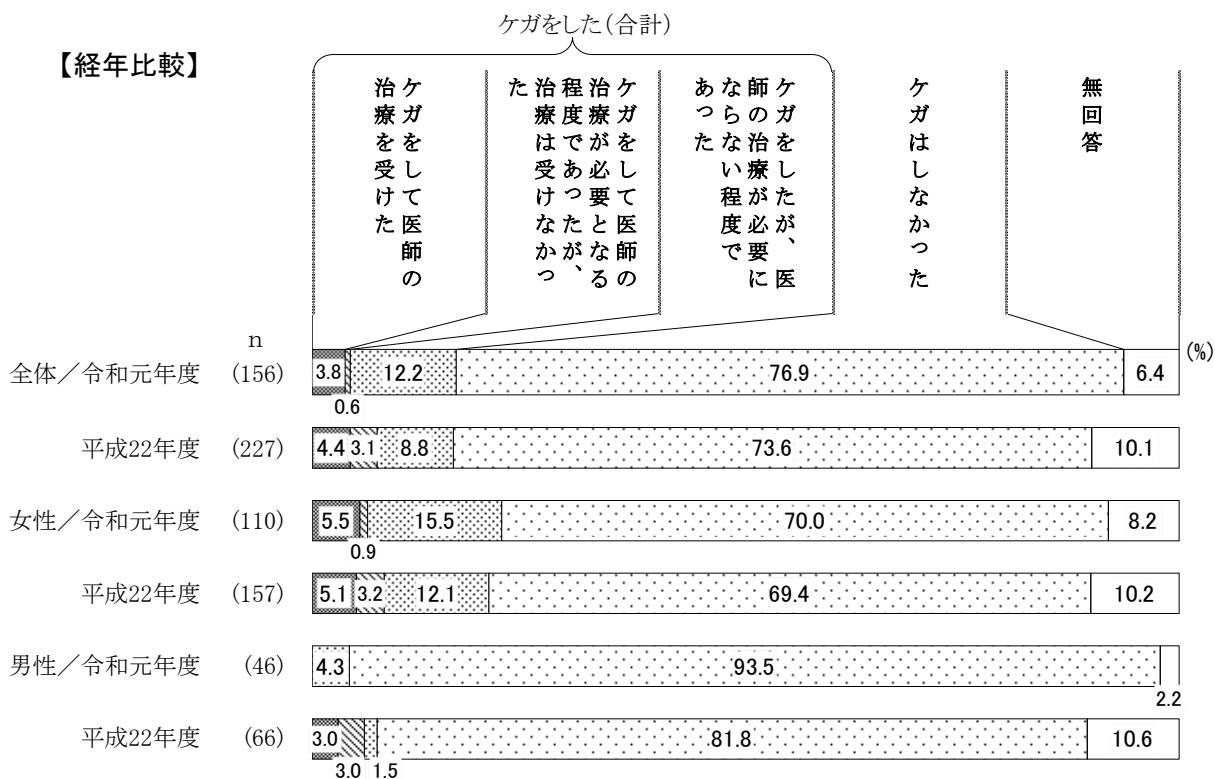 ケガをした（合計）
【経年比較】
ケガをして医師の
治療を受けた
ケガをして医師の
治療が必要となる
程度であったが、
治療は受けなかっ
た
ケガをしたが、医
師の治療が必要に
ならない程度で
あった
ケガはしなかった
無回答
n
(%)
全体／令和元年度 (156) 3.8 0.6 12.2 76.9 6.4
平成22年度 (227) 4.4 3.1 8.8 73.6 10.1
女性／令和元年度 (110) 5.5 0.9 15.5 70.0 8.2
平成22年度 (157) 5.1 3.2 12.1 69.4 10.2
男性／令和元年度 (46) 4.3 93.5 2.2
平成22年度 (66) 3.0 3.0 1.5 81.8 10.6